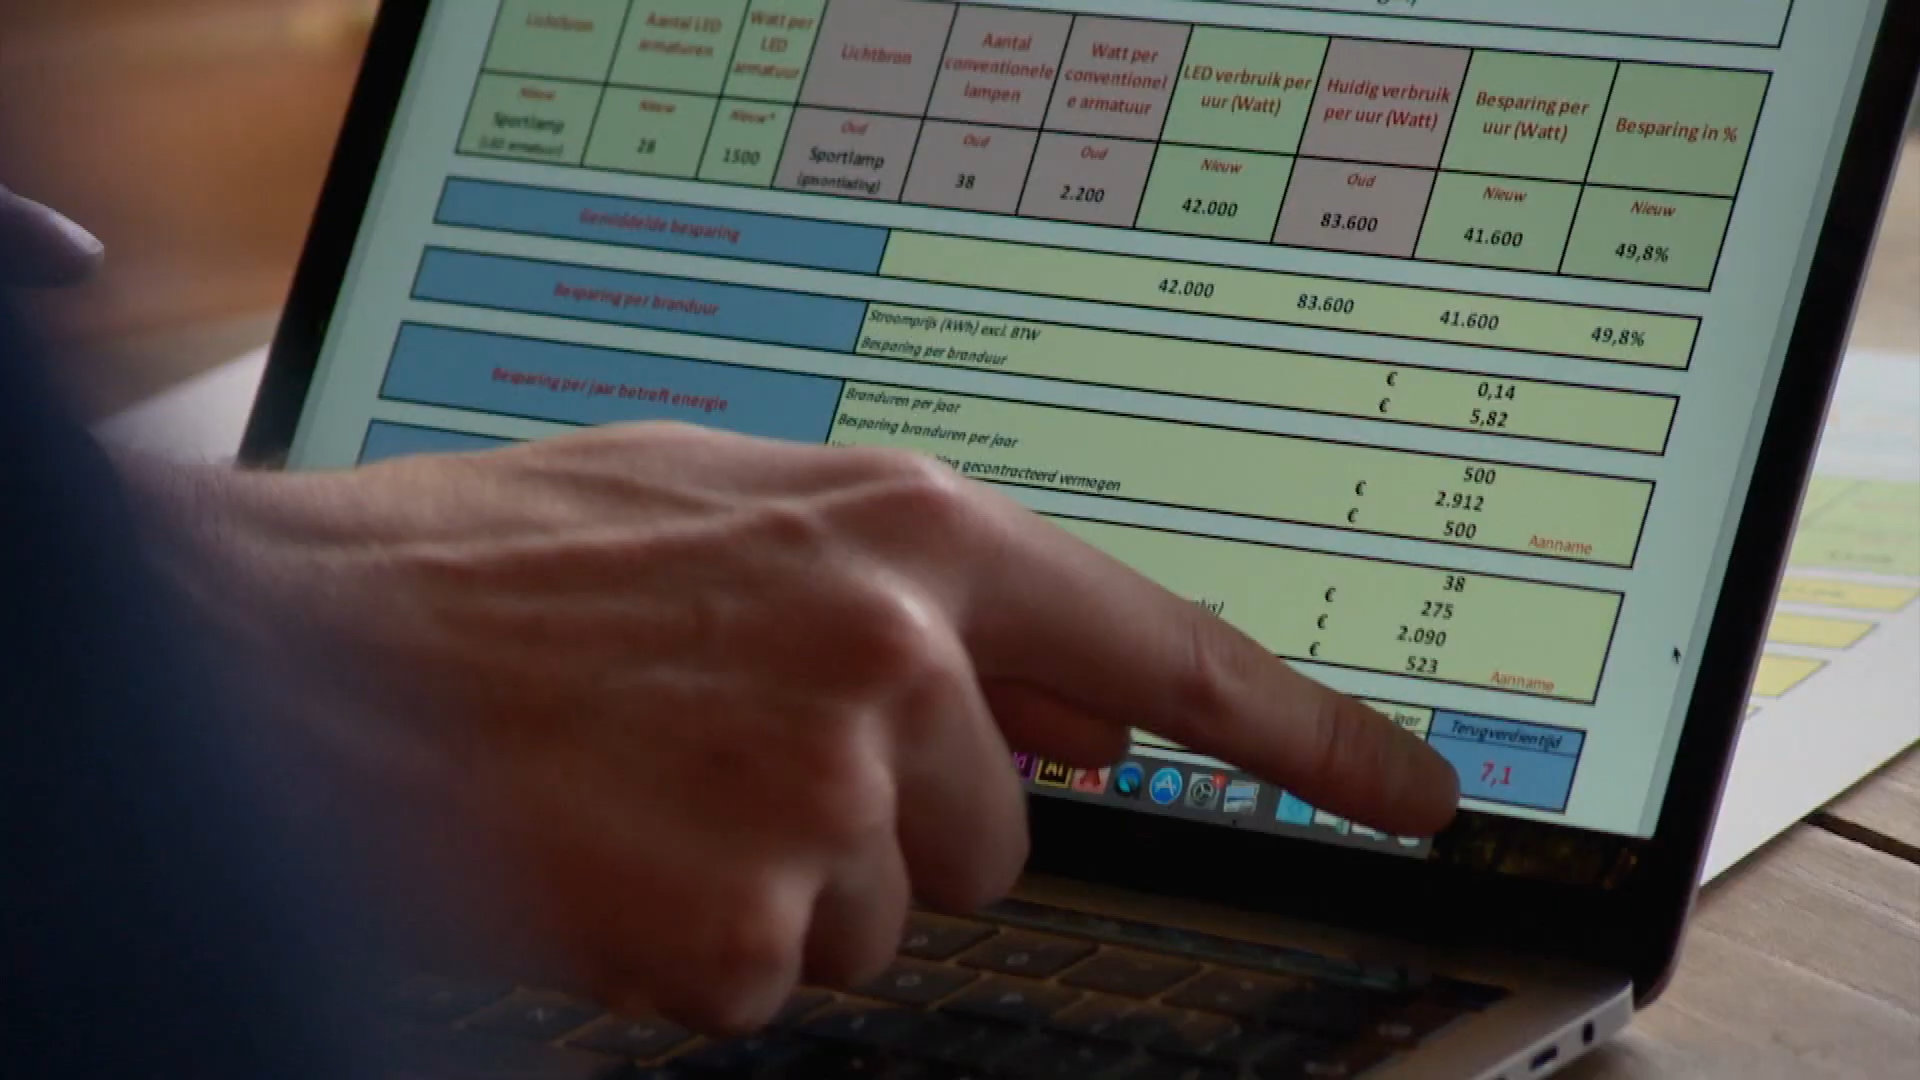 Lichtbron
Aantal LED
armaturen
Watt per
LED
armatuur
Lichtbron
Aantal
conventionele
lampen
Watt per
conventionel
e armatuur
LED verbruik per
uur (Watt)
Huidig verbruik
per uur (Watt)
Besparing per
uur (Watt)
Besparing in %
Nieuw
Sportlamp
(LED armatuur)
Nieuw
28
Nieuw*
1500
Oud
Sportlamp
(gasontlading)
Oud
38
Oud
2.200
Nieuw
42.000
Oud
83.600
Nieuw
41.600
Nieuw
49,8%
Gemiddelde besparing
42.000 83.600 41.600 49,8%
Besparing per branduur
Stroomprijs (kWh) excl. BTW € 0,14
Besparing per branduur € 5,82
Besparing per jaar betreft energie
Branduren per jaar 500
Besparing branduren per jaar € 2.912
gecontracteerd vermogen € 500 Aanname
38
€ 275
€ 2.090
€ 523 Aanname
jaar
Terugverdientijd
7,1
Ai